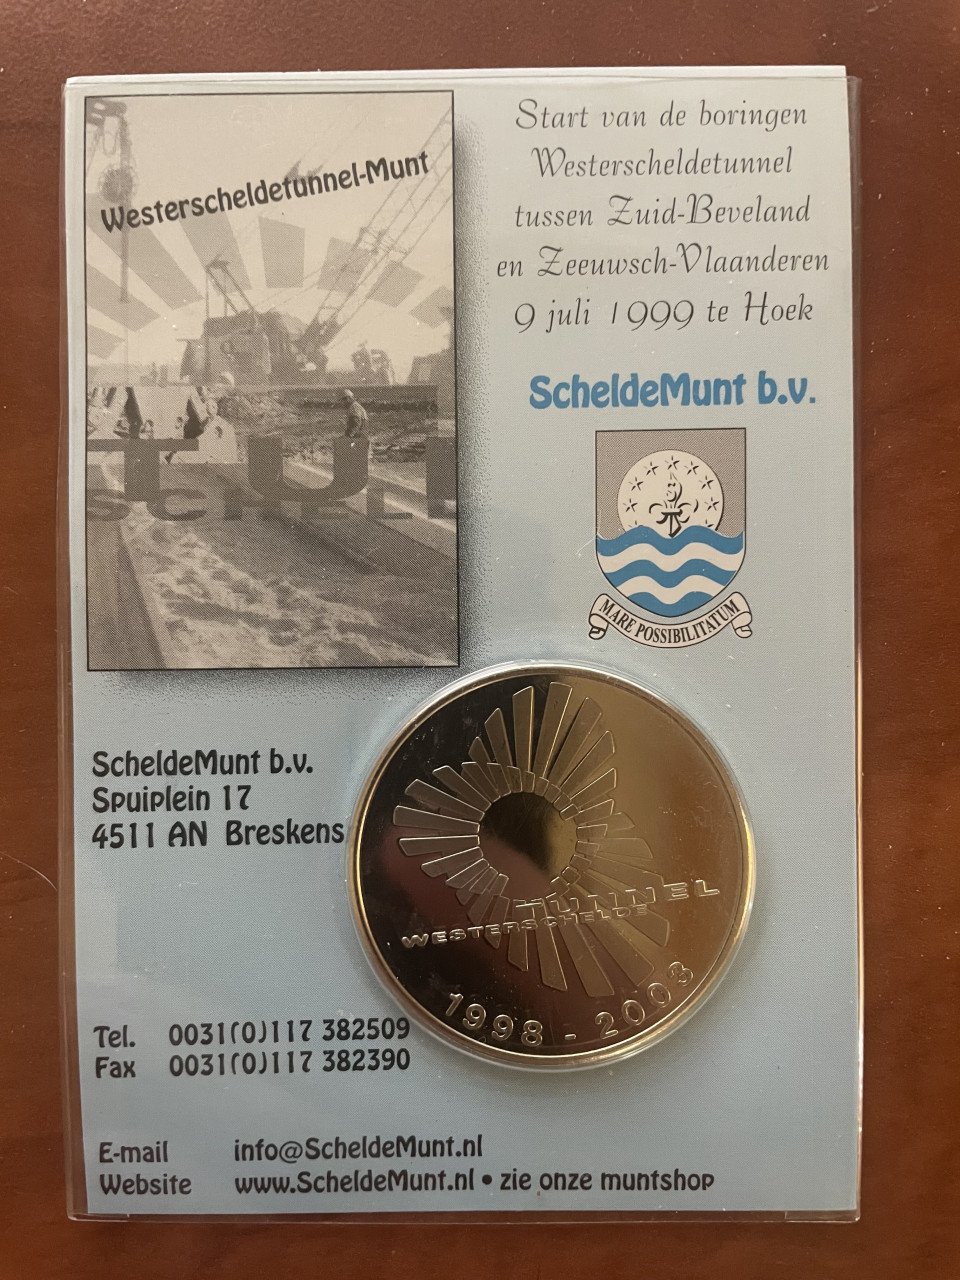 Westerscheldetunnel-Munt
TU
SCHEL
Start van de boringen
Westerscheldetunnel
tussen Zuid-Beveland
en Zeeuwsch-Vlaanderen
9 juli 1999 te Hoek
ScheldeMunt b.v.
MARE POSSIBILITATUM
ScheldeMunt b.v.
Spuiplein 17
4511 AN Breskens
TUNNEL
WESTERSCHELDE
1998 - 2003
Tel. 0031(0)117 382509
Fax 0031(0)117 382390
E-mail info@ScheldeMunt.nl
Website www.ScheldeMunt.nl • zie onze muntshop